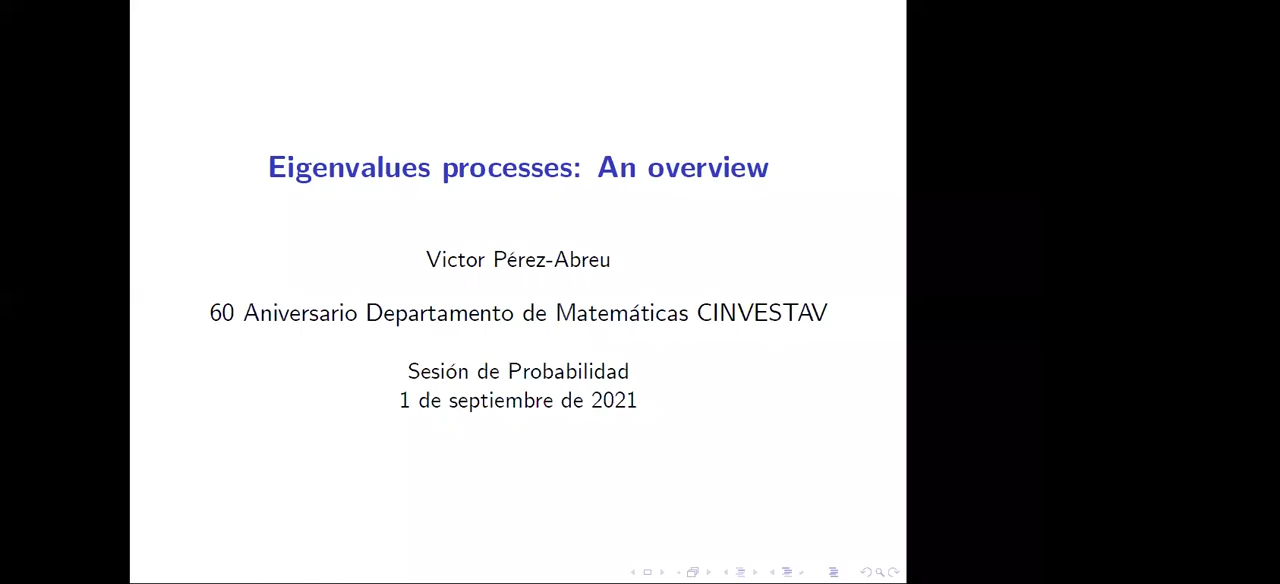 Eigenvalues processes: An overview
Victor Pérez-Abreu
60 Aniversario Departamento de Matemáticas CINVESTAV
Sesión de Probabilidad
1 de septiembre de 2021